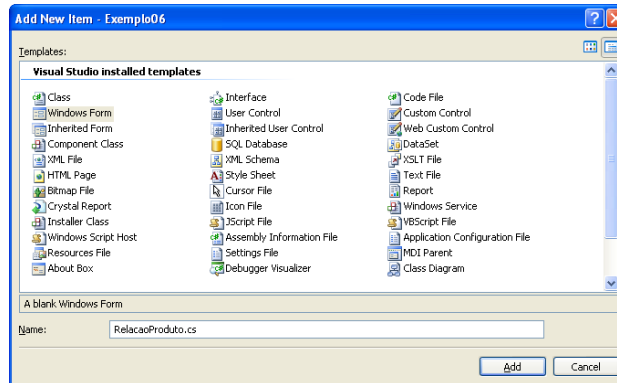 Add New Item - Exemplo06
Templates:
Visual Studio installed templates
Class Interface Code File
Windows Form User Control Custom Control
Inherited Form Inherited User Control Web Custom Control
Component Class SQL Database DataSet
XML File XML Schema XSLT File
HTML Page Style Sheet Text File
Bitmap File Cursor File Report
Crystal Report Icon File Windows Service
Installer Class JScript File VBScript File
Windows Script Host Assembly Information File Application Configuration File
Resources File Settings File MDI Parent
About Box Debugger Visualizer Class Diagram
A blank Windows Form
Name: RelacaoProduto.cs
Add Cancel